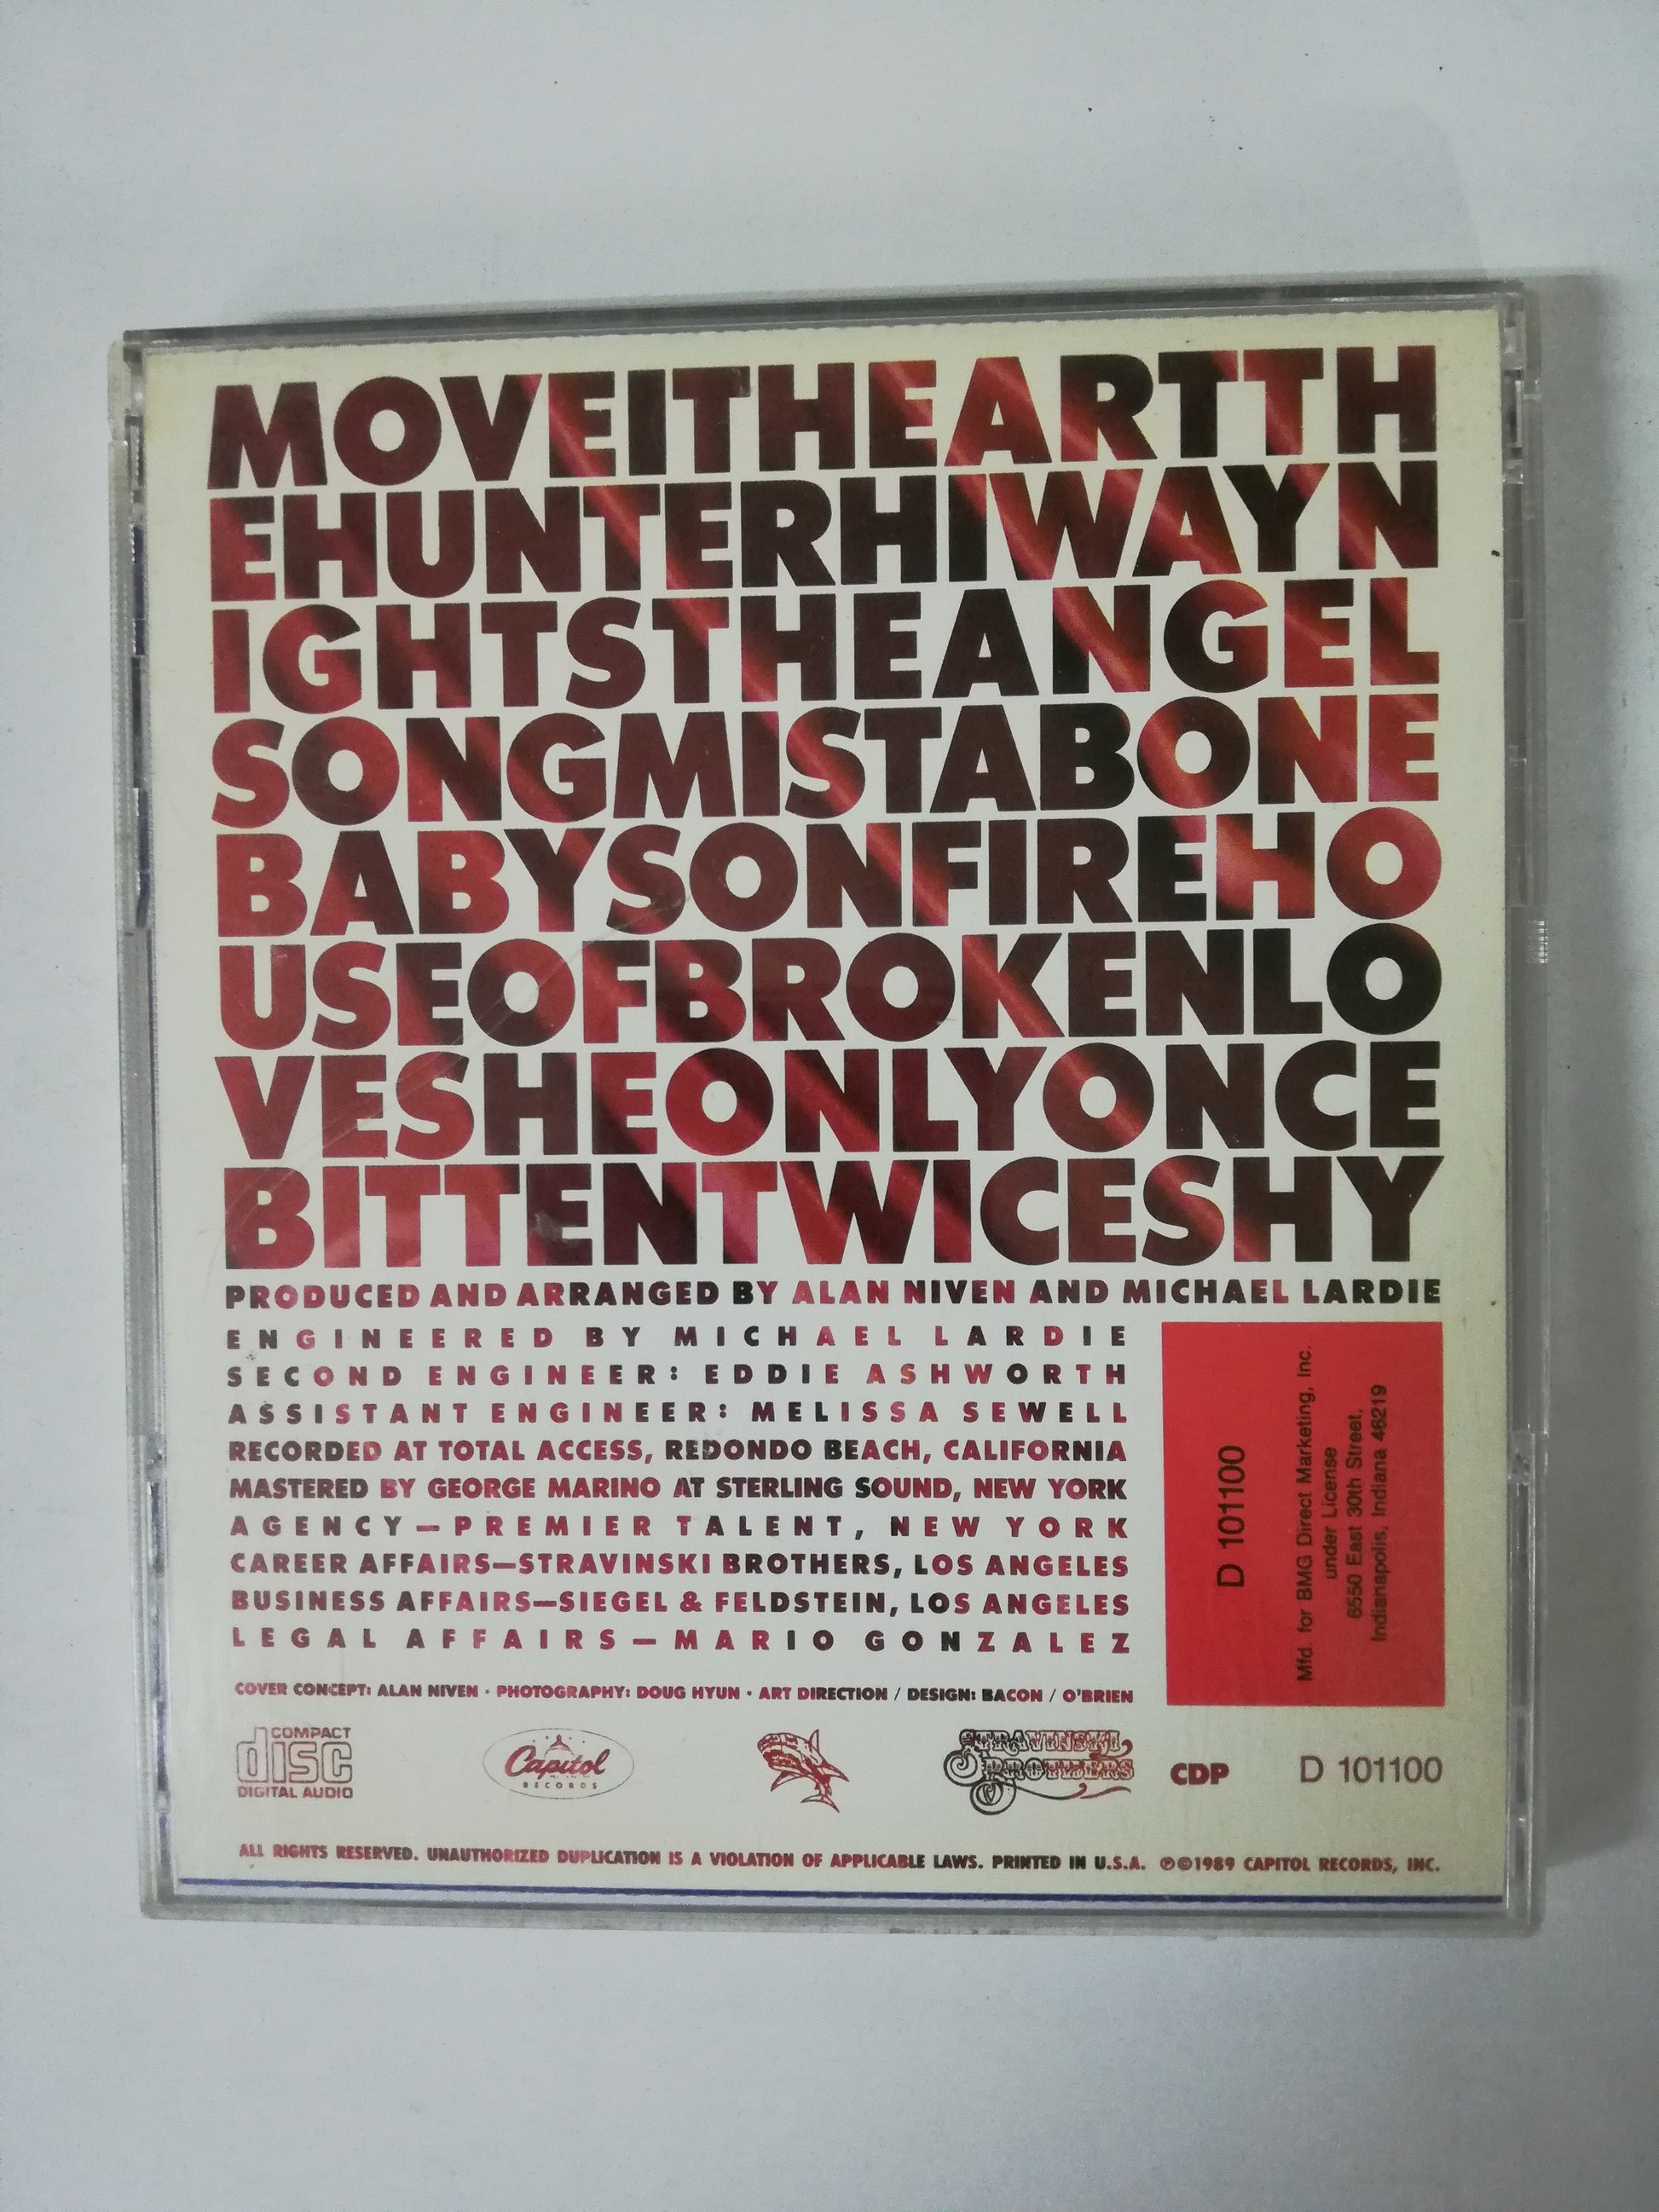 MOVEITHEARTTH
EHUNTERHIWAYN
IGHTSTHEANGEL
SONGMISTABONE
BABYSONFIREHO
USEOFBROKENLO
VESHEONLYONCE
BITTENTWICESHY
PRODUCED AND ARRANGED BY ALAN NIVEN AND MICHAEL LARDIE
ENGINEERED BY MICHAEL LARDIE
SECOND ENGINEER: EDDIE ASHWORTH
ASSISTANT ENGINEER: MELISSA SEWELL
RECORDED AT TOTAL ACCESS, REDONDO BEACH, CALIFORNIA
MASTERED BY GEORGE MARINO AT STERLING SOUND, NEW YORK
AGENCY—PREMIER TALENT, NEW YORK
CAREER AFFAIRS—STRAVINSKI BROTHERS, LOS ANGELES
BUSINESS AFFAIRS—SIEGEL & FELDSTEIN, LOS ANGELES
LEGAL AFFAIRS—MARIO GONZALEZ
COVER CONCEPT: ALAN NIVEN · PHOTOGRAPHY: DOUG HYUN · ART DIRECTION / DESIGN: BACON / O'BRIEN
D 101100
Mfd. for BMG Direct Marketing, Inc.
under License
6550 East 30th Street,
Indianapolis, Indiana 46219
COMPACT
disc
DIGITAL AUDIO
Capitol
RECORDS
STRAVINSKI
BROTHERS
CDP
D 101100
ALL RIGHTS RESERVED. UNAUTHORIZED DUPLICATION IS A VIOLATION OF APPLICABLE LAWS. PRINTED IN U.S.A. ℗©1989 CAPITOL RECORDS, INC.